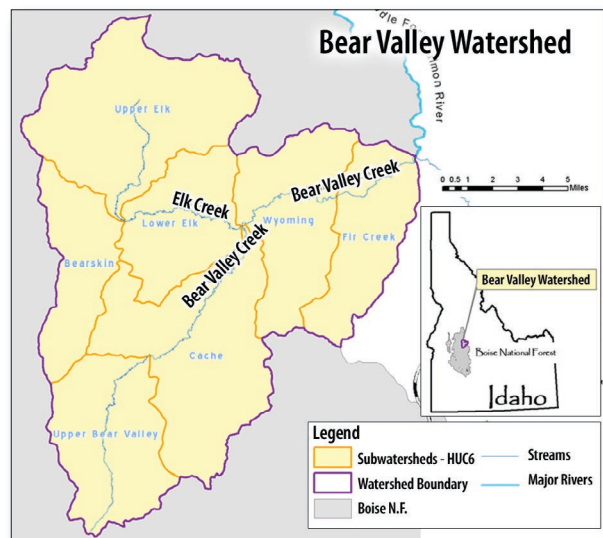 Bear Valley Watershed
Upper Elk
Elk Creek
Lower Elk
Bear Valley Creek
Wyoming
Fir Creek
Bearskin
Bear Valley Creek
Cache
Upper Bear Valley
0 0.5 1 2 3 4 5
Miles
Bear Valley Watershed
Boise National Forest
Idaho
Legend
Subwatersheds - HUC6
Streams
Watershed Boundary
Major Rivers
Boise N.F.
River